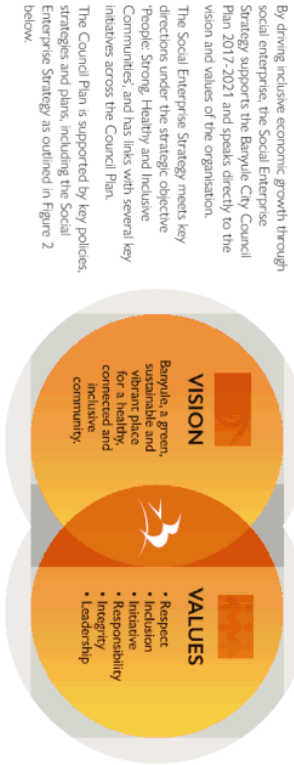 By driving inclusive economic growth through
social enterprise, the Social Enterprise
Strategy supports the Banyule City Council
Plan 2017-2021 and speaks directly to the
vision and values of the organisation.
The Social Enterprise Strategy meets key
directions under the strategic objective
'People: Strong, Healthy and Inclusive
Communities', and has links with several key
initiatives across the Council Plan.
The Council Plan is supported by key policies,
strategies and plans, including the Social
Enterprise Strategy as outlined in Figure 2
below.
VISION
Banyule, a green,
sustainable and
vibrant place
for a healthy,
connected and
inclusive
community.
VALUES
• Respect
• Inclusion
• Initiative
• Responsibility
• Integrity
• Leadership